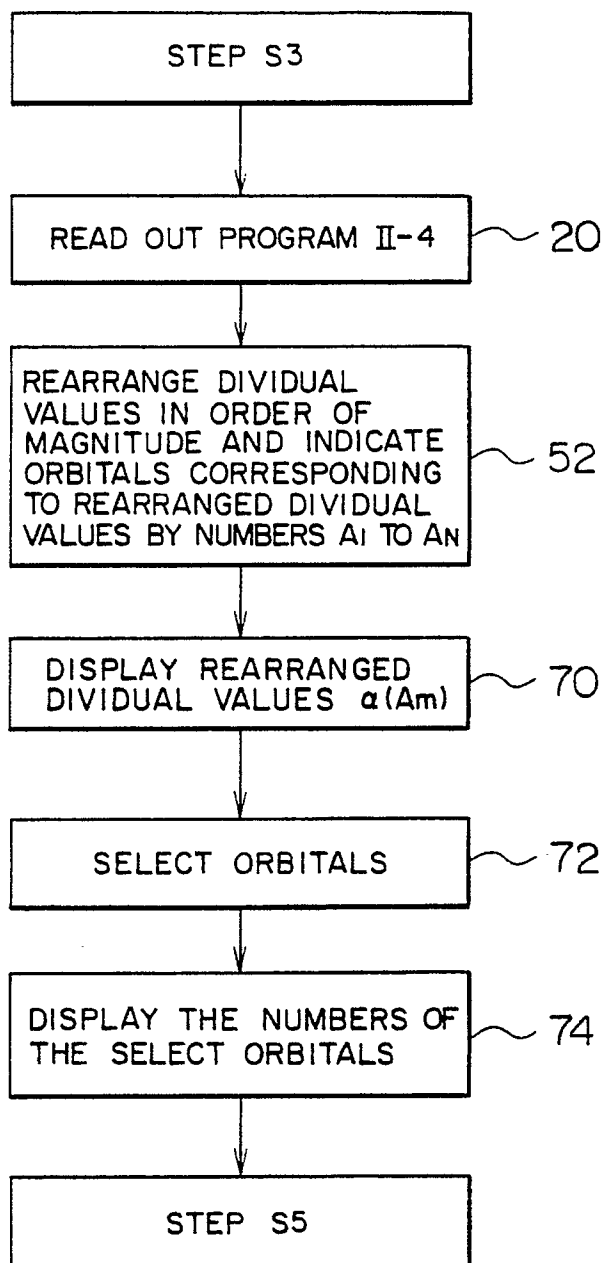 STEP S3
READ OUT PROGRAM II-4
20
REARRANGE DIVIDUAL
VALUES IN ORDER OF
MAGNITUDE AND INDICATE
ORBITALS CORRESPONDING
TO REARRANGED DIVIDUAL
VALUES BY NUMBERS A1 TO AN
52
DISPLAY REARRANGED
DIVIDUAL VALUES α(Am)
70
SELECT ORBITALS
72
DISPLAY THE NUMBERS OF
THE SELECT ORBITALS
74
STEP S5